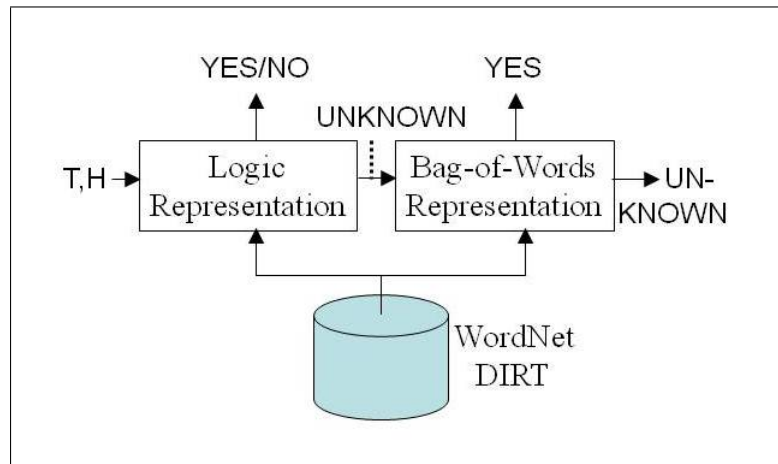 YES/NO
YES
UNKNOWN
T,H
Logic
Representation
Bag-of-Words
Representation
UN-
KNOWN
WordNet
DIRT